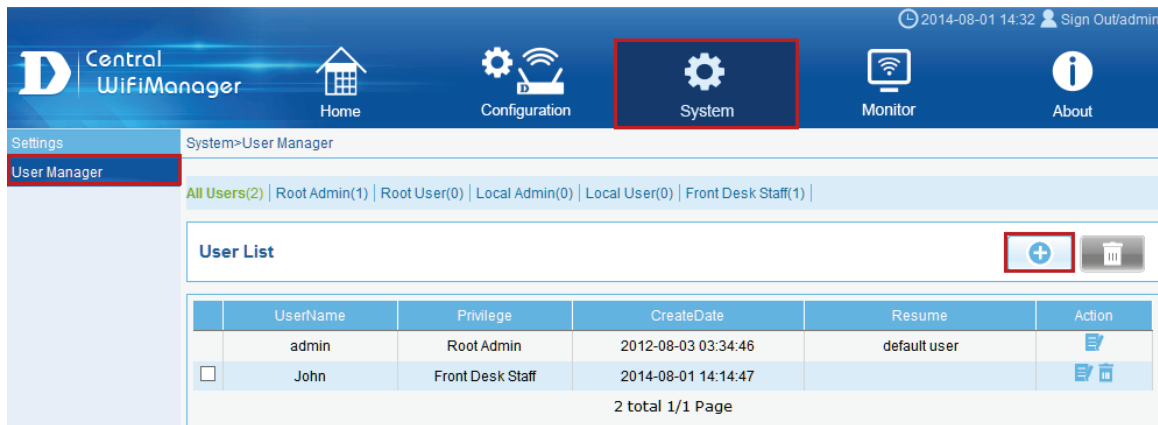 2014-08-01 14:32 Sign Out/admin
D Central
WiFiManager
Home Configuration System Monitor About
Settings System>User Manager
User Manager
All Users(2) | Root Admin(1) | Root User(0) | Local Admin(0) | Local User(0) | Front Desk Staff(1) |
User List
UserName Privilege CreateDate Resume Action
admin Root Admin 2012-08-03 03:34:46 default user
John Front Desk Staff 2014-08-01 14:14:47
2 total 1/1 Page